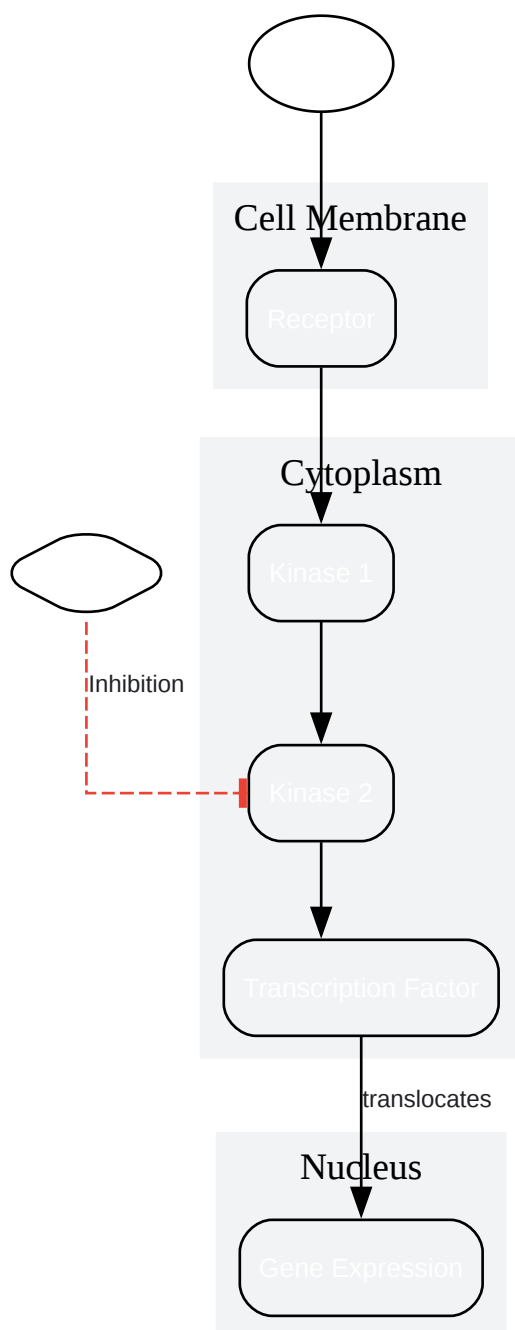 Cell Membrane
Receptor
Cytoplasm
Kinase 1
Inhibition
Kinase 2
Transcription Factor
translocates
Nucleus
Gene Expression